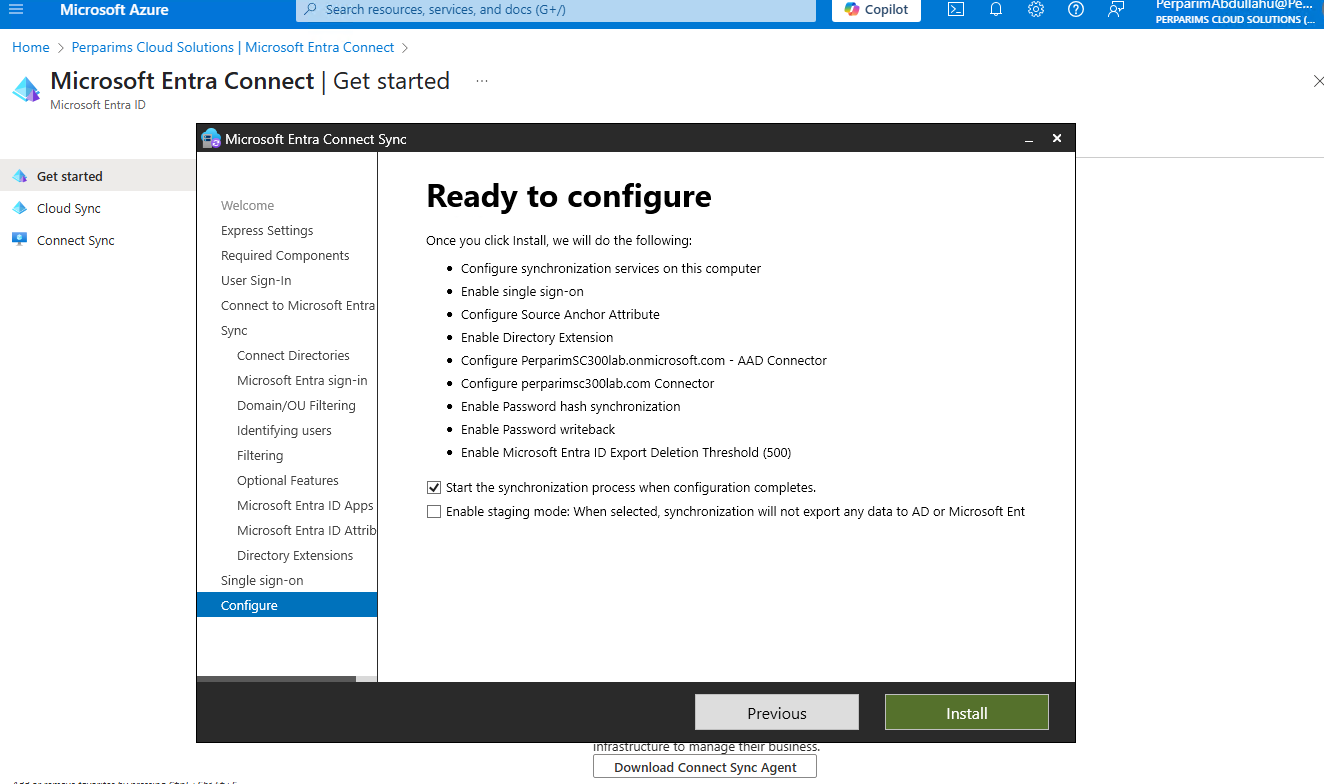 Microsoft Azure
Search resources, services, and docs (G+/)
Copilot
PerparimAbdullahu@Pe...
PERPARIMS CLOUD SOLUTIONS (...
Home > Perparims Cloud Solutions | Microsoft Entra Connect >
Microsoft Entra Connect | Get started ...
Microsoft Entra ID
Get started
Cloud Sync
Connect Sync
Microsoft Entra Connect Sync
Welcome
Express Settings
Required Components
User Sign-In
Connect to Microsoft Entra
Sync
Connect Directories
Microsoft Entra sign-in
Domain/OU Filtering
Identifying users
Filtering
Optional Features
Microsoft Entra ID Apps
Microsoft Entra ID Attrib
Directory Extensions
Single sign-on
Configure
Ready to configure
Once you click Install, we will do the following:
• Configure synchronization services on this computer
• Enable single sign-on
• Configure Source Anchor Attribute
• Enable Directory Extension
• Configure PerparimSC300lab.onmicrosoft.com - AAD Connector
• Configure perparimsc300lab.com Connector
• Enable Password hash synchronization
• Enable Password writeback
• Enable Microsoft Entra ID Export Deletion Threshold (500)
Start the synchronization process when configuration completes.
Enable staging mode: When selected, synchronization will not export any data to AD or Microsoft Ent
Previous
Install
infrastructure to manage their business.
Download Connect Sync Agent